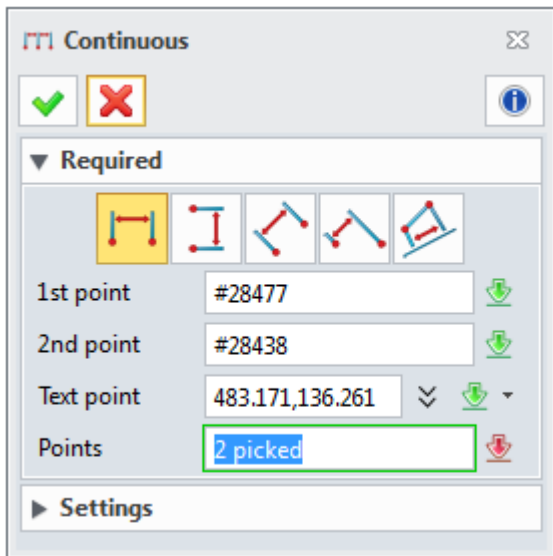 Continuous
Required
1st point #28477
2nd point #28438
Text point 483.171,136.261
Points 2 picked
Settings